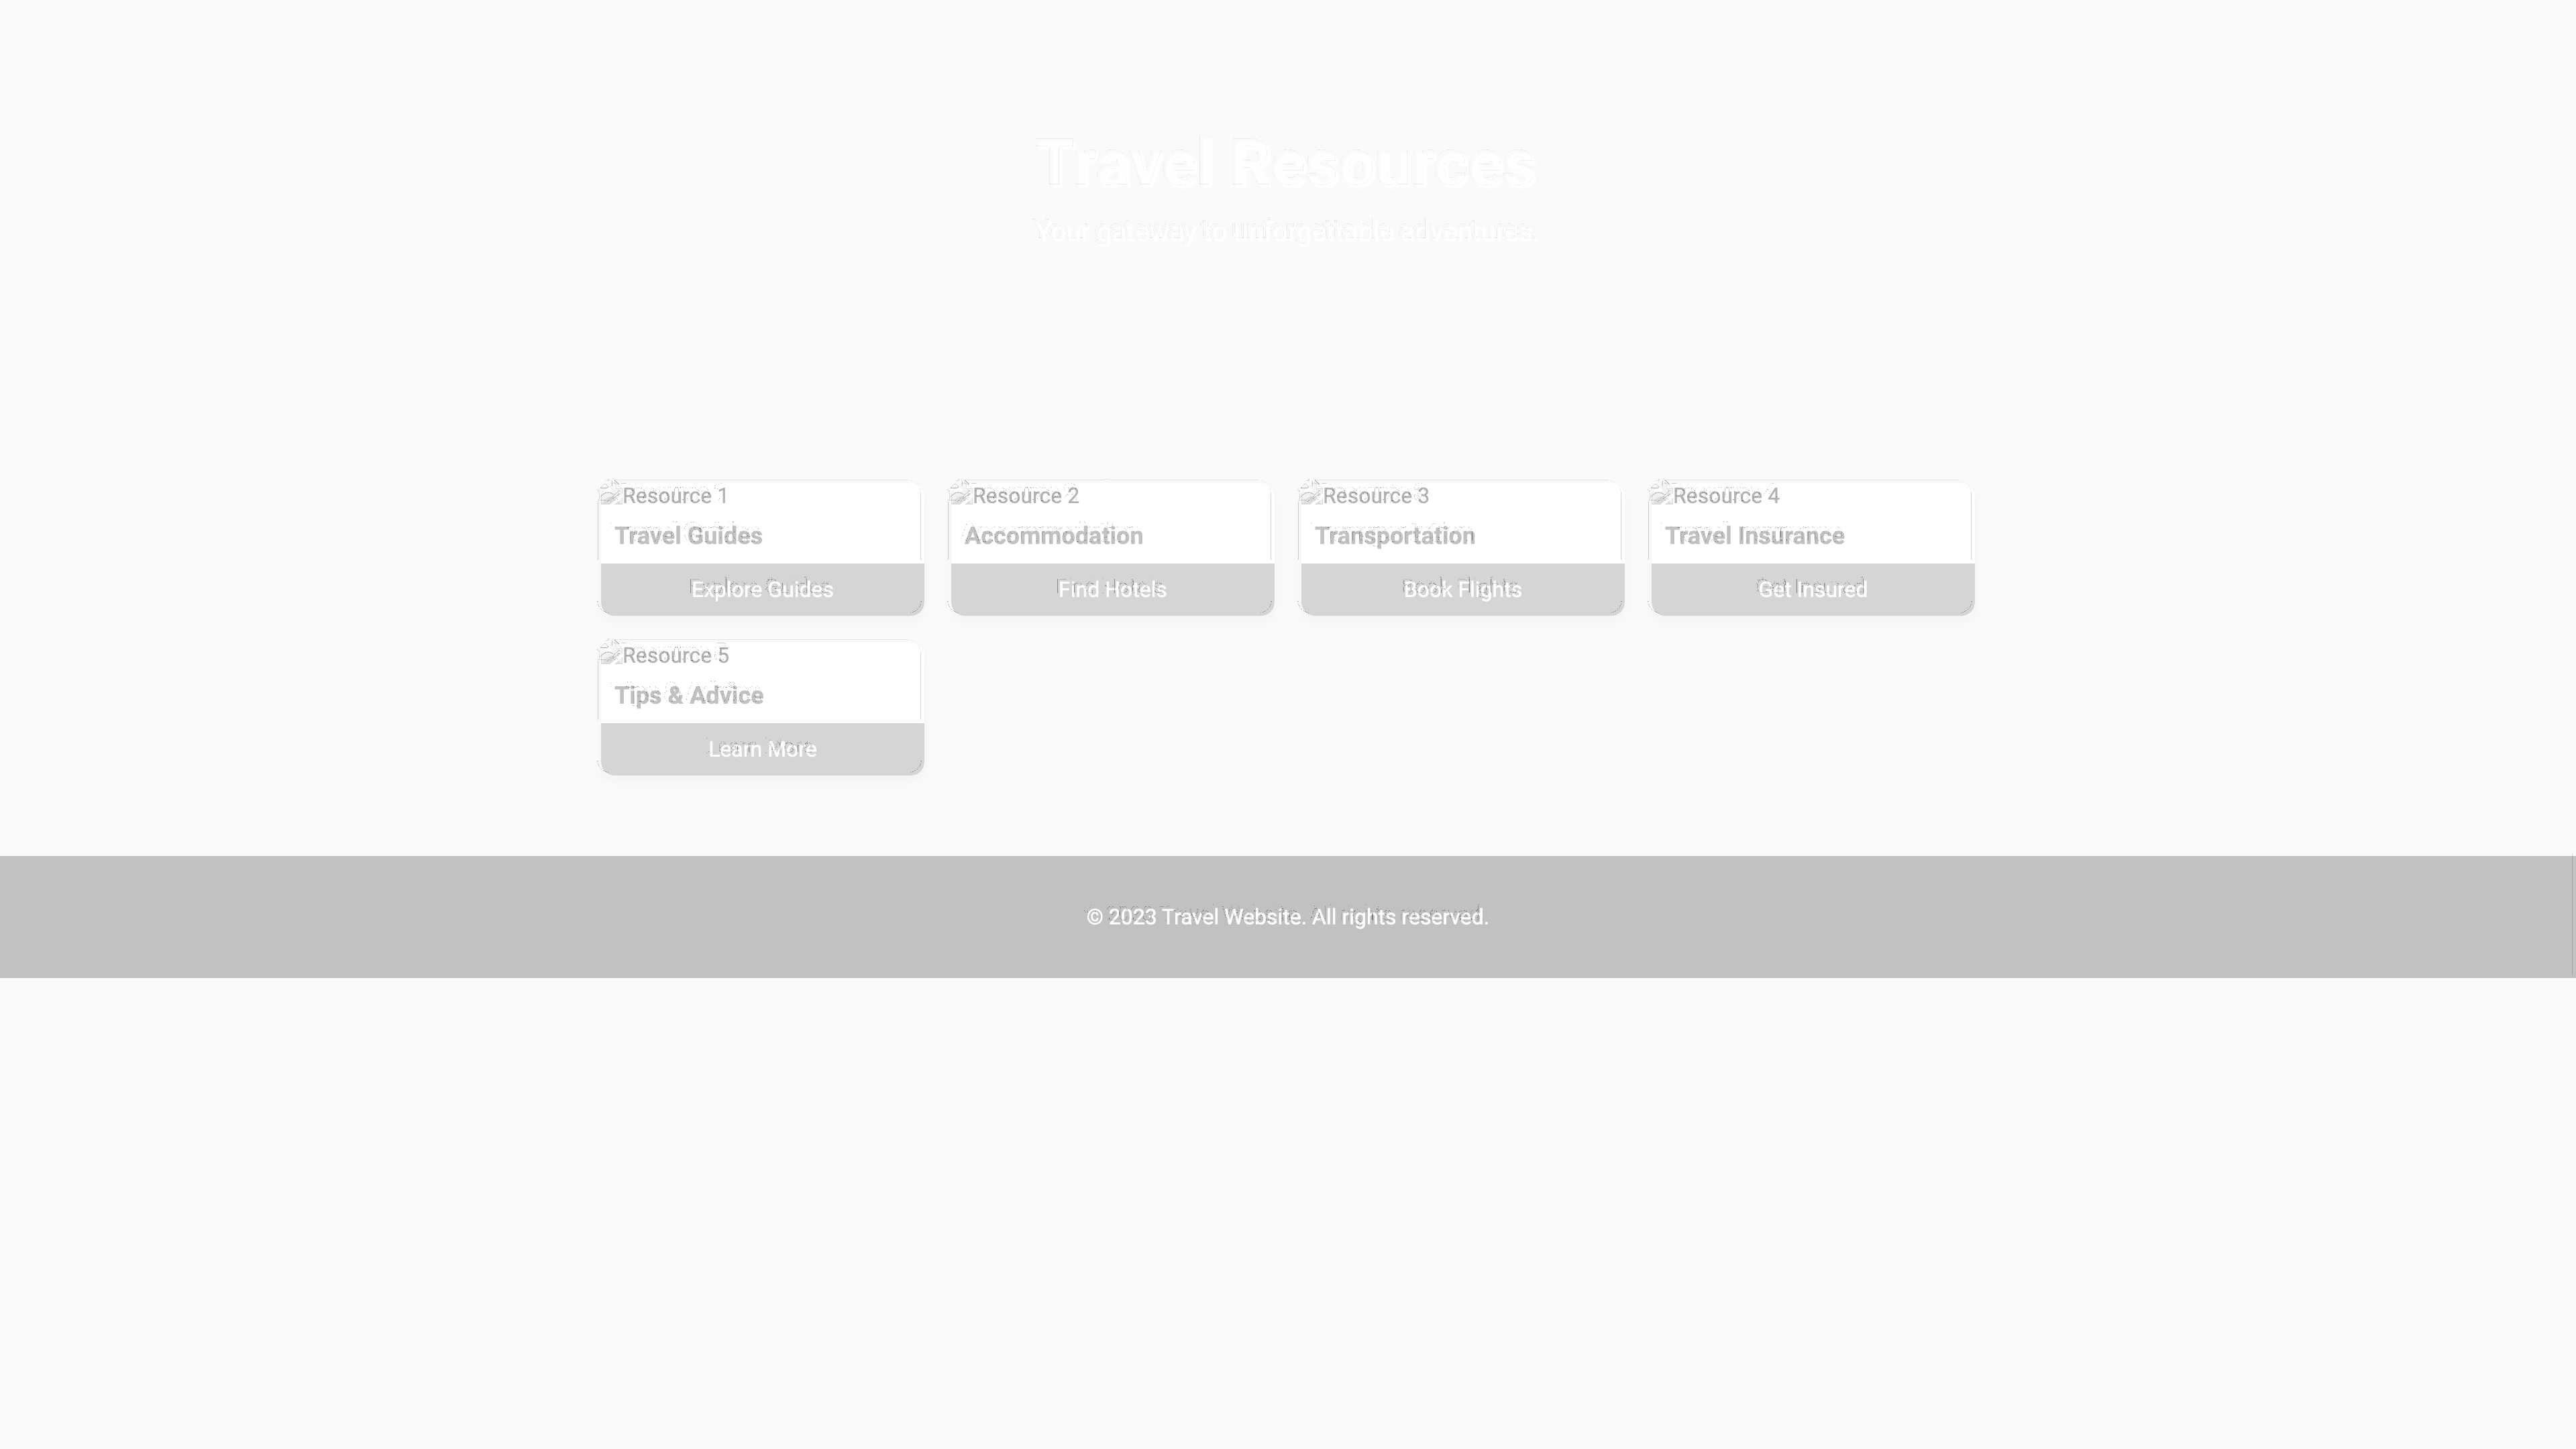 Travel Resources
Your gateway to unforgettable adventures.
Resource 1
Travel Guides
Explore Guides
Resource 2
Accommodation
Find Hotels
Resource 3
Transportation
Book Flights
Resource 4
Travel Insurance
Get Insured
Resource 5
Tips & Advice
Learn More
© 2023 Travel Website. All rights reserved.